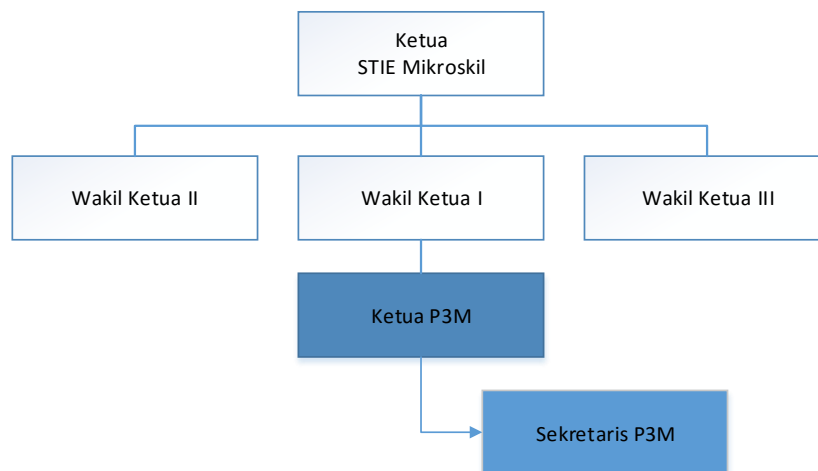 Ketua
STIE Mikroskil
Wakil Ketua II
Wakil Ketua I
Wakil Ketua III
Ketua P3M
Sekretaris P3M